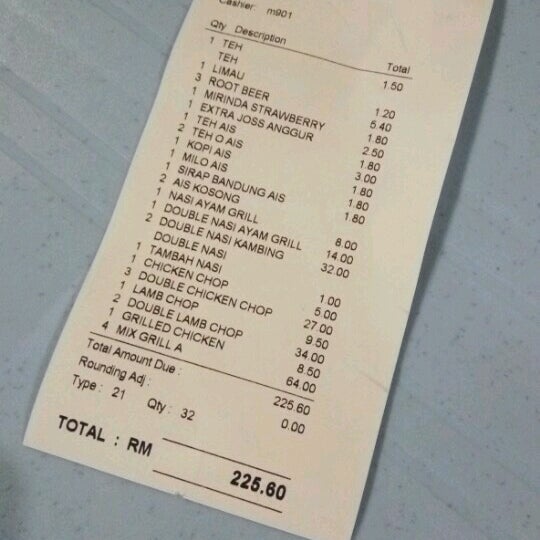 Cashier: m901
Qty Description Total
1 TEH 1.50
TEH
1 LIMAU 1.20
3 ROOT BEER 5.40
1 MIRINDA STRAWBERRY 1.80
1 EXTRA JOSS ANGGUR 2.50
1 TEH AIS 1.80
2 TEH O AIS 3.00
1 KOPI AIS 1.80
1 MILO AIS 1.80
1 SIRAP BANDUNG AIS 1.80
2 AIS KOSONG
1 NASI AYAM GRILL 8.00
1 DOUBLE NASI AYAM GRILL 14.00
2 DOUBLE NASI KAMBING 32.00
DOUBLE NASI
1 TAMBAH NASI 1.00
1 CHICKEN CHOP 5.00
3 DOUBLE CHICKEN CHOP 27.00
1 LAMB CHOP 9.50
2 DOUBLE LAMB CHOP 34.00
1 GRILLED CHICKEN 8.50
4 MIX GRILL A 64.00
Total Amount Due : 225.60
Rounding Adj : 0.00
Type : 21 Qty : 32
TOTAL : RM 225.60